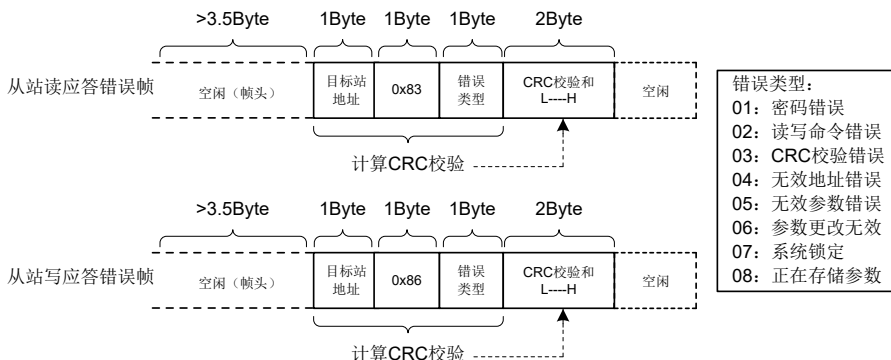 >3.5Byte 1Byte 1Byte 1Byte 2Byte
从站读应答错误帧
空闲（帧头）
目标站
地址
0x83
错误
类型
CRC校验和
L----H
空闲
计算CRC校验
>3.5Byte 1Byte 1Byte 1Byte 2Byte
从站写应答错误帧
空闲（帧头）
目标站
地址
0x86
错误
类型
CRC校验和
L----H
空闲
计算CRC校验
错误类型：
01：密码错误
02：读写命令错误
03：CRC校验错误
04：无效地址错误
05：无效参数错误
06：参数更改无效
07：系统锁定
08：正在存储参数